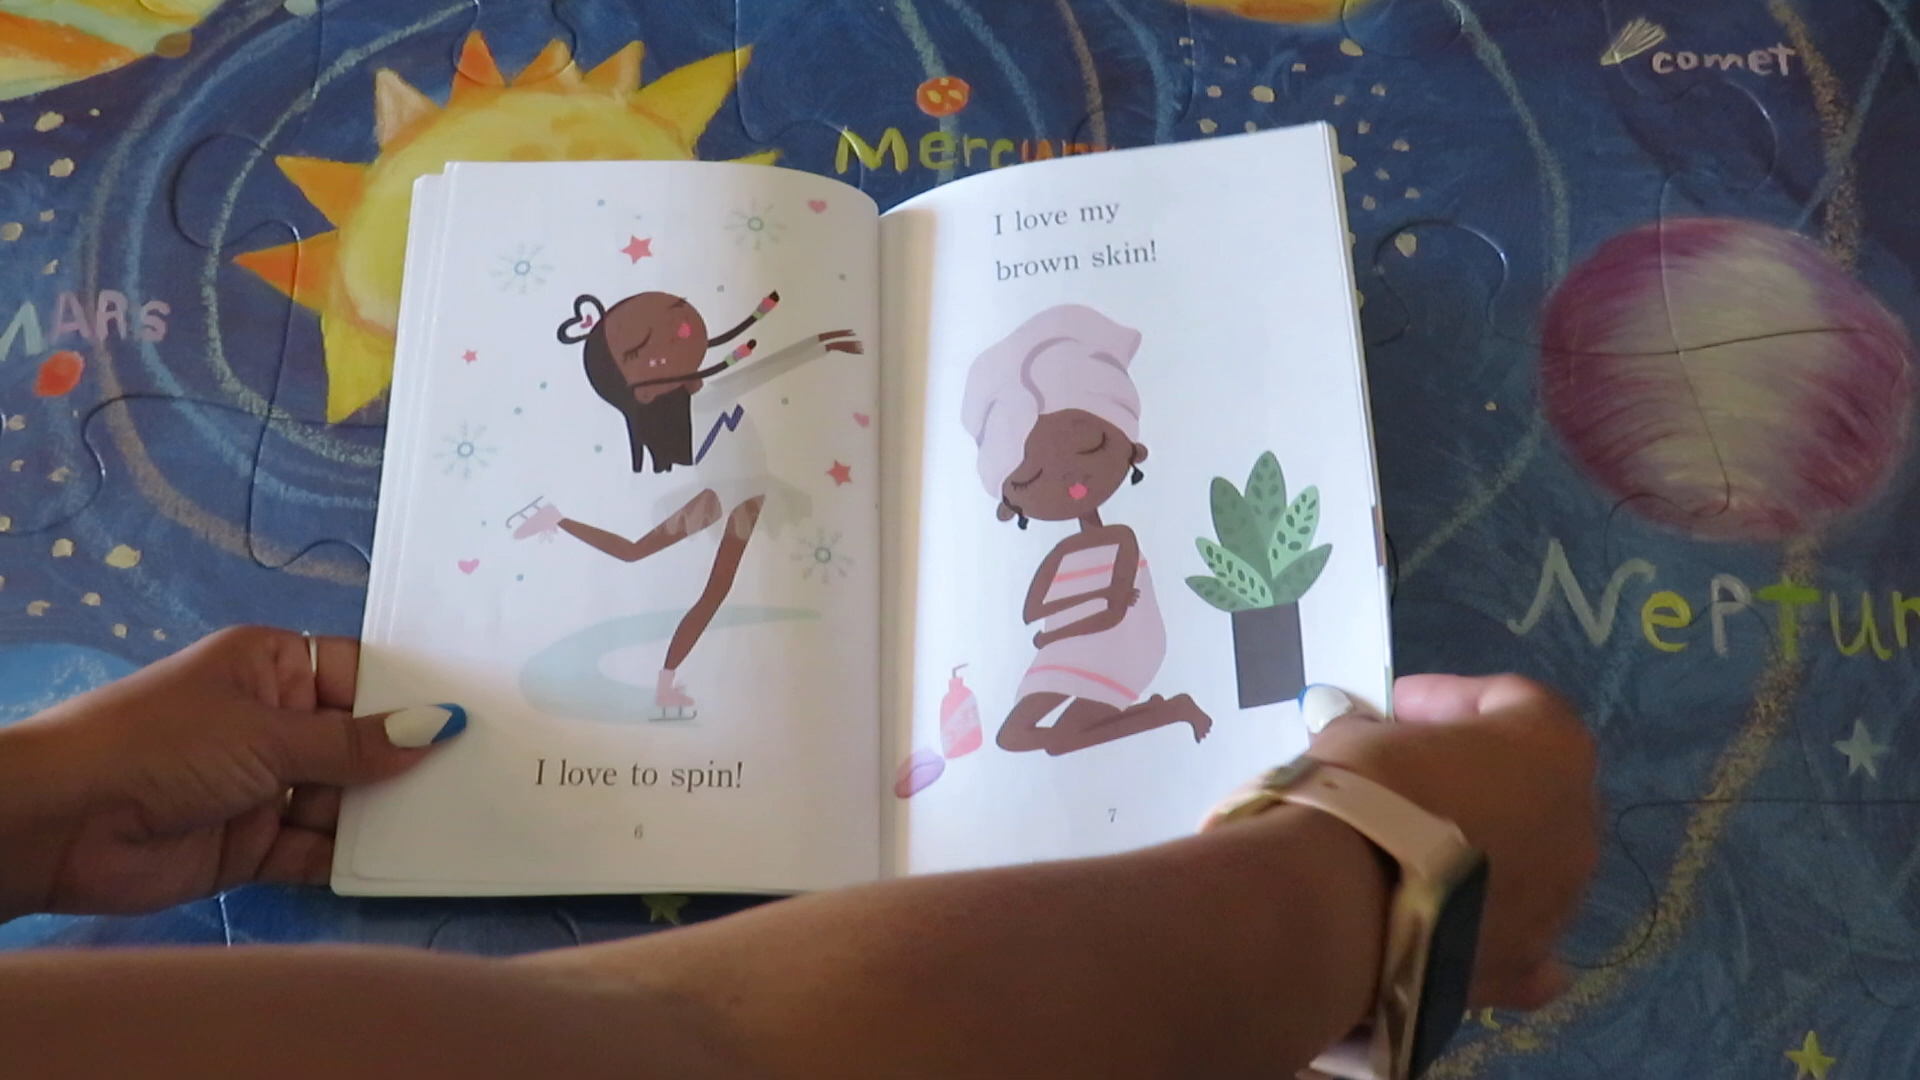 comet
Mercury
MARS
I love my
brown skin!
Neptun
I love to spin!
6
7